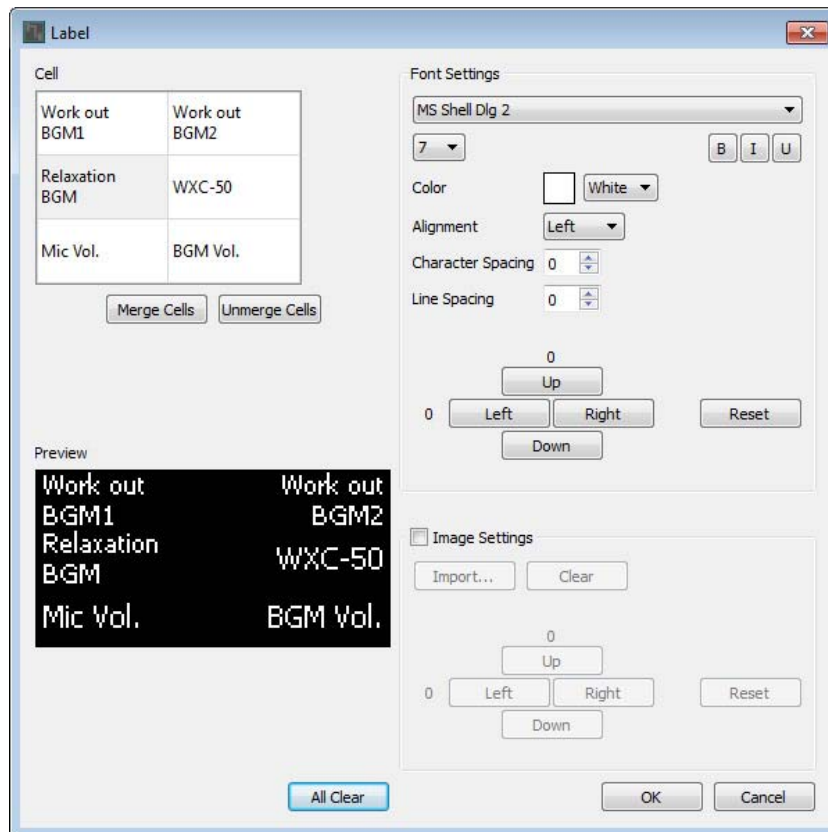 Label
Cell
Work out Work out
BGM1 BGM2
Relaxation
BGM WXC-50
Mic Vol. BGM Vol.
Merge Cells Unmerge Cells
Preview
Work out Work out
BGM1 BGM2
Relaxation
BGM WXC-50
Mic Vol. BGM Vol.
All Clear
Font Settings
MS Shell Dlg 2
7 B I U
Color White
Alignment Left
Character Spacing 0
Line Spacing 0
0
Up
0 Left Right Reset
Down
Image Settings
Import... Clear
0
Up
0 Left Right Reset
Down
OK Cancel